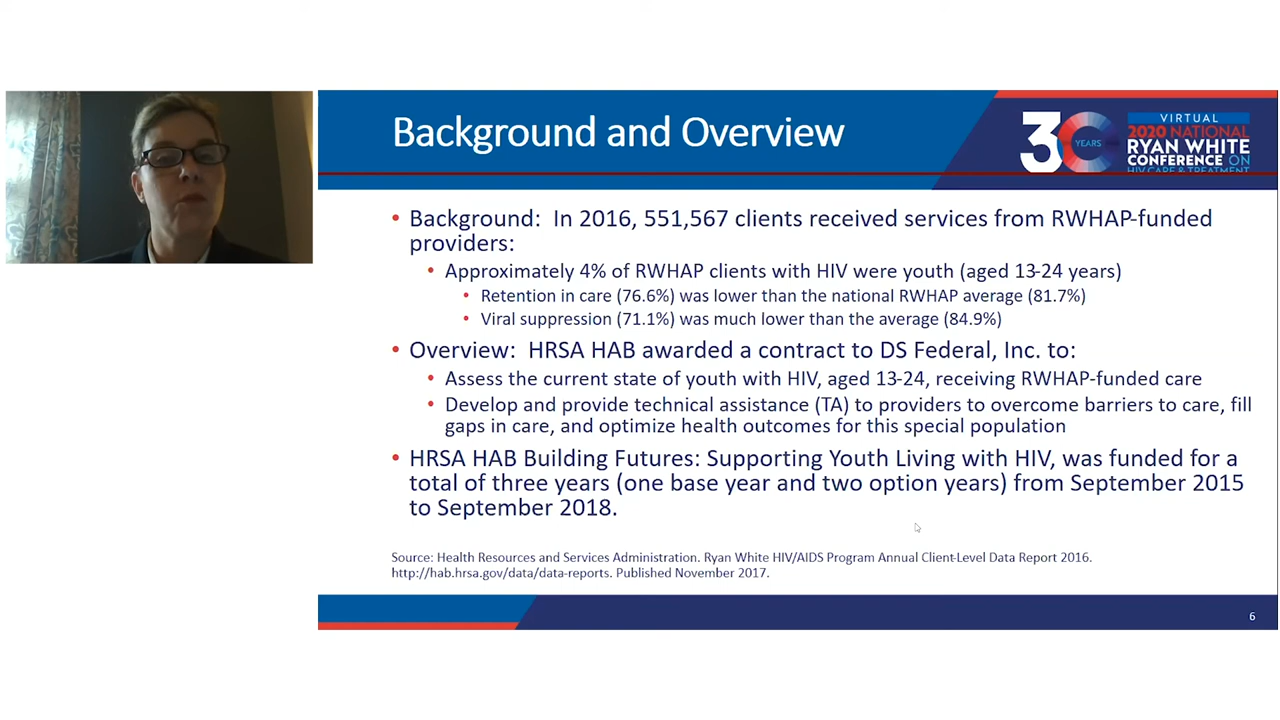 Background and Overview
30
YEARS
VIRTUAL
2020 NATIONAL
RYAN WHITE
CONFERENCE ON
HIV CARE & TREATMENT
• Background: In 2016, 551,567 clients received services from RWHAP-funded
providers:
• Approximately 4% of RWHAP clients with HIV were youth (aged 13-24 years)
• Retention in care (76.6%) was lower than the national RWHAP average (81.7%)
• Viral suppression (71.1%) was much lower than the average (84.9%)
• Overview: HRSA HAB awarded a contract to DS Federal, Inc. to:
• Assess the current state of youth with HIV, aged 13-24, receiving RWHAP-funded care
• Develop and provide technical assistance (TA) to providers to overcome barriers to care, fill
gaps in care, and optimize health outcomes for this special population
• HRSA HAB Building Futures: Supporting Youth Living with HIV, was funded for a
total of three years (one base year and two option years) from September 2015
to September 2018.
Source: Health Resources and Services Administration. Ryan White HIV/AIDS Program Annual Client-Level Data Report 2016.
http://hab.hrsa.gov/data/data-reports. Published November 2017.
6